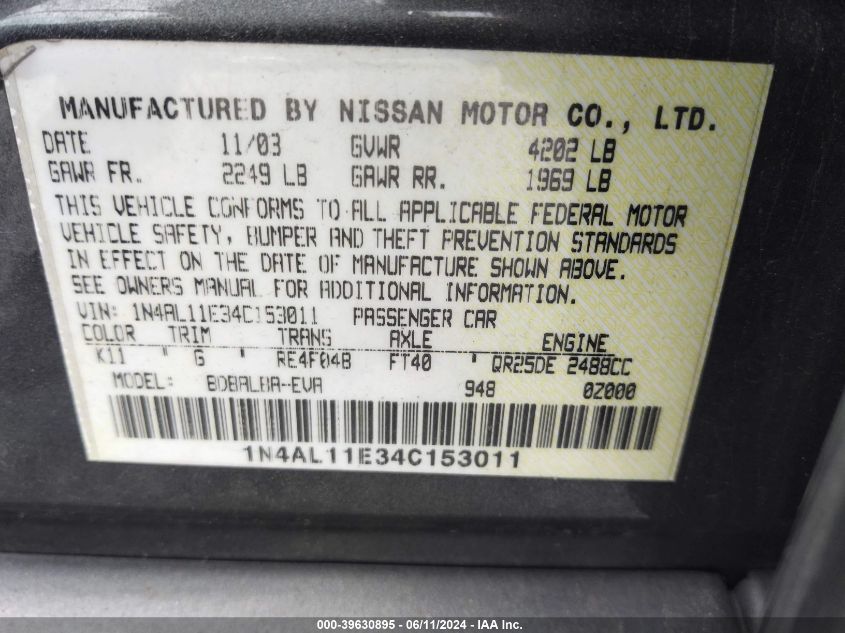 MANUFACTURED BY NISSAN MOTOR CO., LTD.
DATE 11/03 GVWR 4202 LB
GAWR FR. 2249 LB GAWR RR. 1969 LB
THIS VEHICLE CONFORMS TO ALL APPLICABLE FEDERAL MOTOR
VEHICLE SAFETY, BUMPER AND THEFT PREVENTION STANDARDS
IN EFFECT ON THE DATE OF MANUFACTURE SHOWN ABOVE.
SEE OWNERS MANUAL FOR ADDITIONAL INFORMATION.
VIN: 1N4AL11E34C153011 PASSENGER CAR
COLOR TRIM TRANS AXLE ENGINE
K11 " G " RE4F04B FT40 " QR25DE 2488CC
MODEL: BDBALBA-EVA 948 0Z000
1N4AL11E34C153011
000-39630895 - 06/11/2024 - IAA Inc.